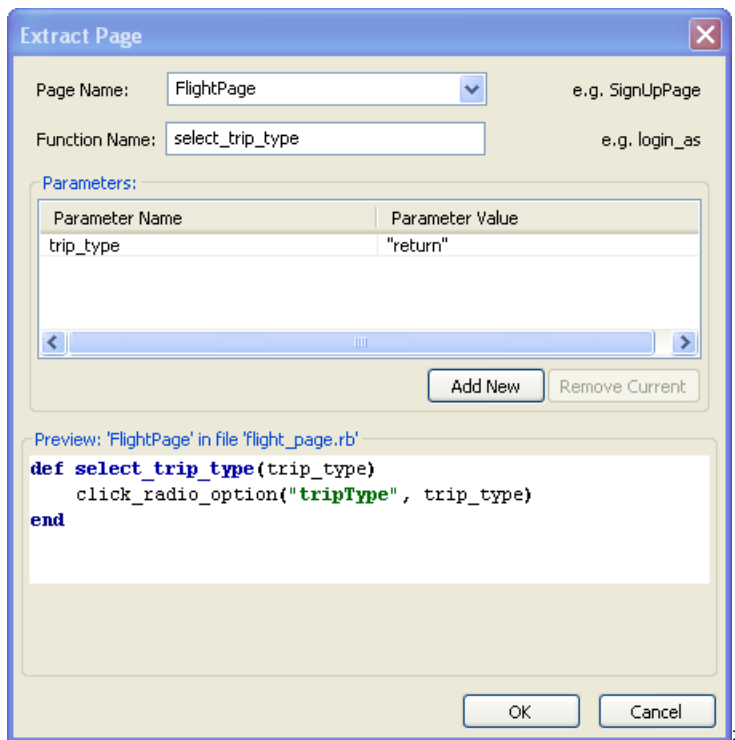 Extract Page
Page Name: FlightPage e.g. SignUpPage
Function Name: select_trip_type e.g. login_as
Parameters:
Parameter Name Parameter Value
trip_type "return"
Add New Remove Current
Preview: 'FlightPage' in file 'flight_page.rb'
def select_trip_type(trip_type)
    click_radio_option("tripType", trip_type)
end
OK Cancel